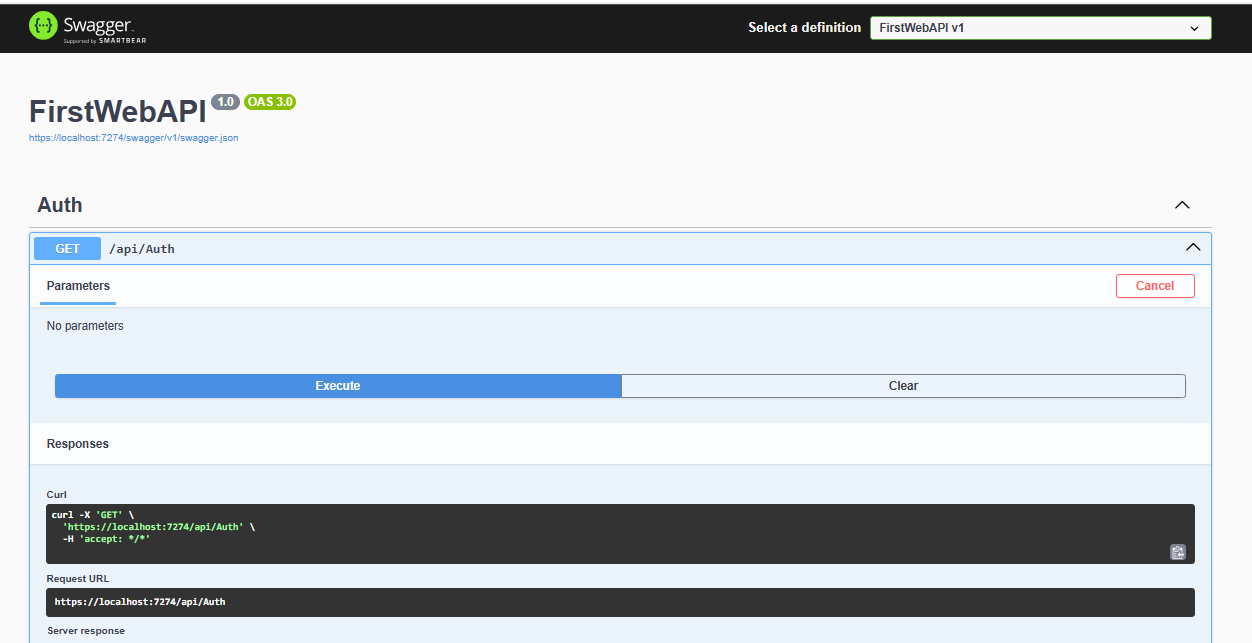 Swagger.
Supported by SMARTBEAR
Select a definition
FirstWebAPI v1
FirstWebAPI 1.0 OAS 3.0
https://localhost:7274/swagger/v1/swagger.json
Auth
GET /api/Auth
Parameters
Cancel
No parameters
Execute
Clear
Responses
Curl
curl -X 'GET' \
  'https://localhost:7274/api/Auth' \
  -H 'accept: */*'
Request URL
https://localhost:7274/api/Auth
Server response